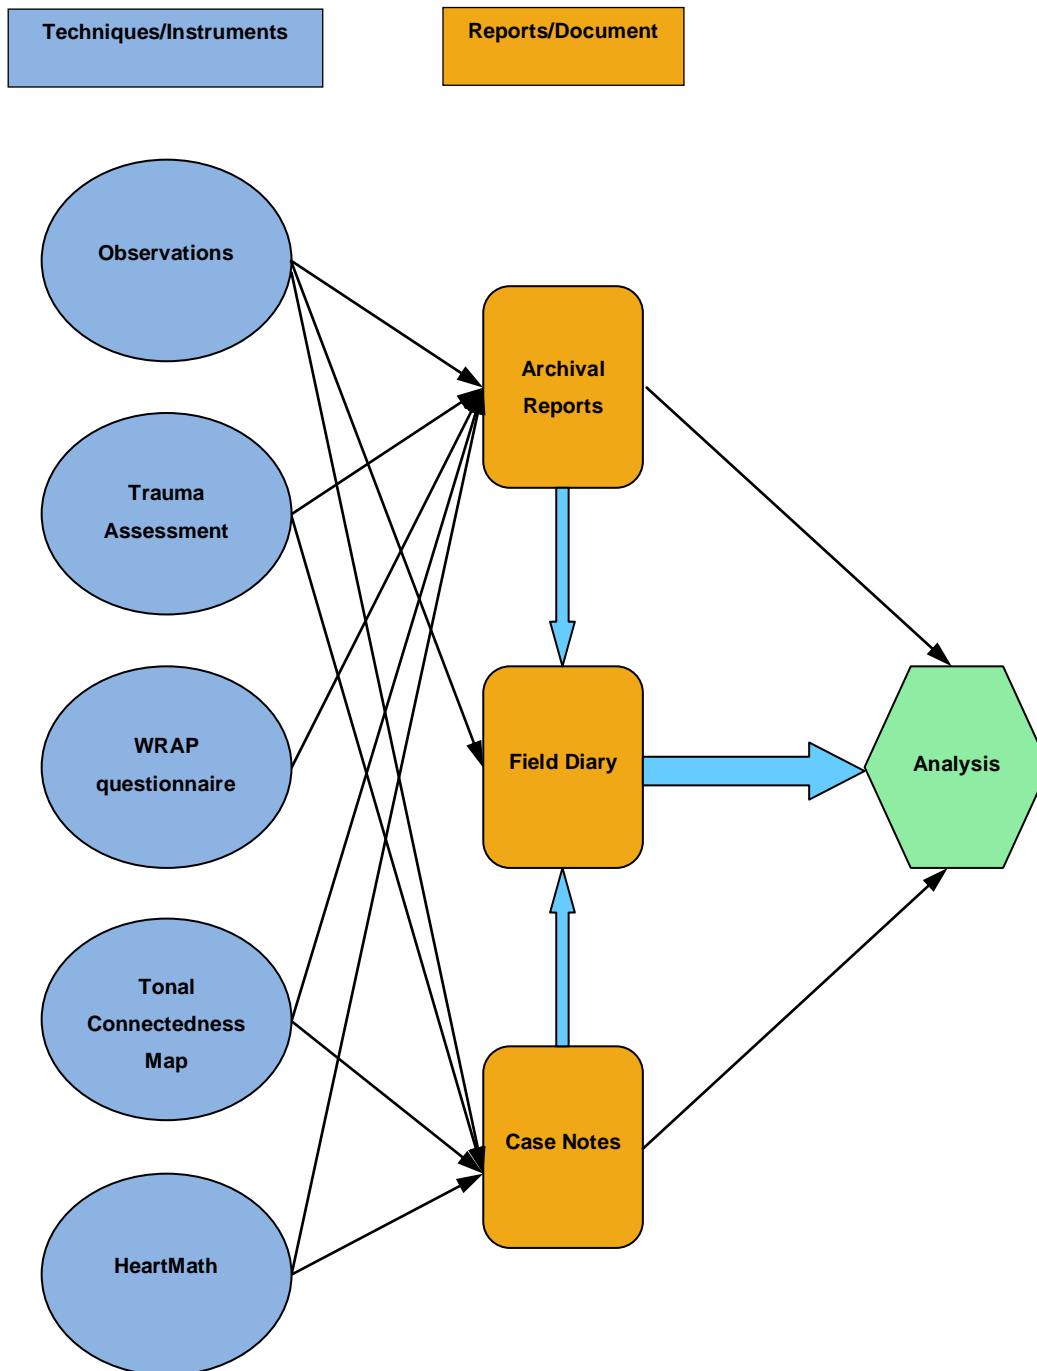 Techniques/Instruments
Reports/Document
Observations
Archival
Reports
Trauma
Assessment
WRAP
questionnaire
Field Diary
Analysis
Tonal
Connectedness
Map
Case Notes
HeartMath